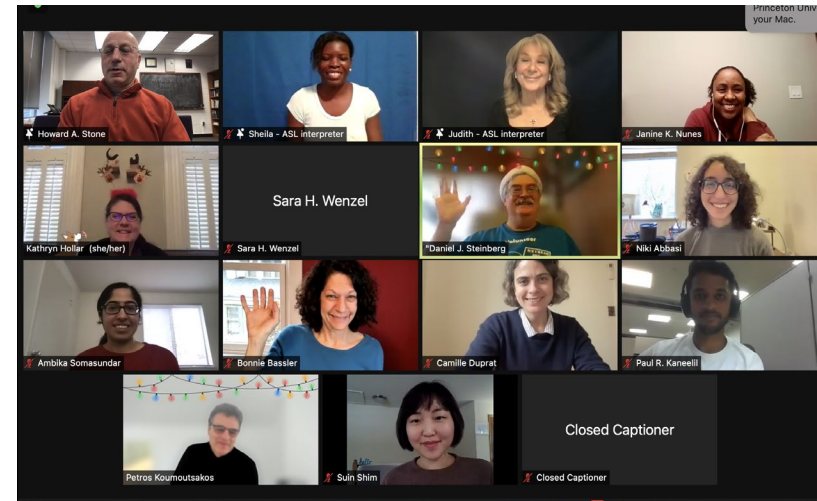 Princeton Univ
your Mac.
Howard A. Stone
Sheila - ASL interpreter
Judith - ASL interpreter
Janine K. Nunes
Kathryn Hollar (she/her)
Sara H. Wenzel
Sara H. Wenzel
"Daniel J. Steinberg
Niki Abbasi
Ambika Somasundar
Bonnie Bassler
Camille Duprat
Paul R. Kaneelil
Petros Koumoutsakos
Suin Shim
Closed Captioner
Closed Captioner